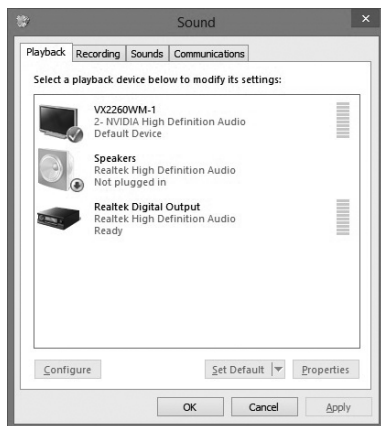 Sound
Playback Recording Sounds Communications
Select a playback device below to modify its settings:
VX2260WM-1
2- NVIDIA High Definition Audio
Default Device
Speakers
Realtek High Definition Audio
Not plugged in
Realtek Digital Output
Realtek High Definition Audio
Ready
Configure Set Default Properties
OK Cancel Apply